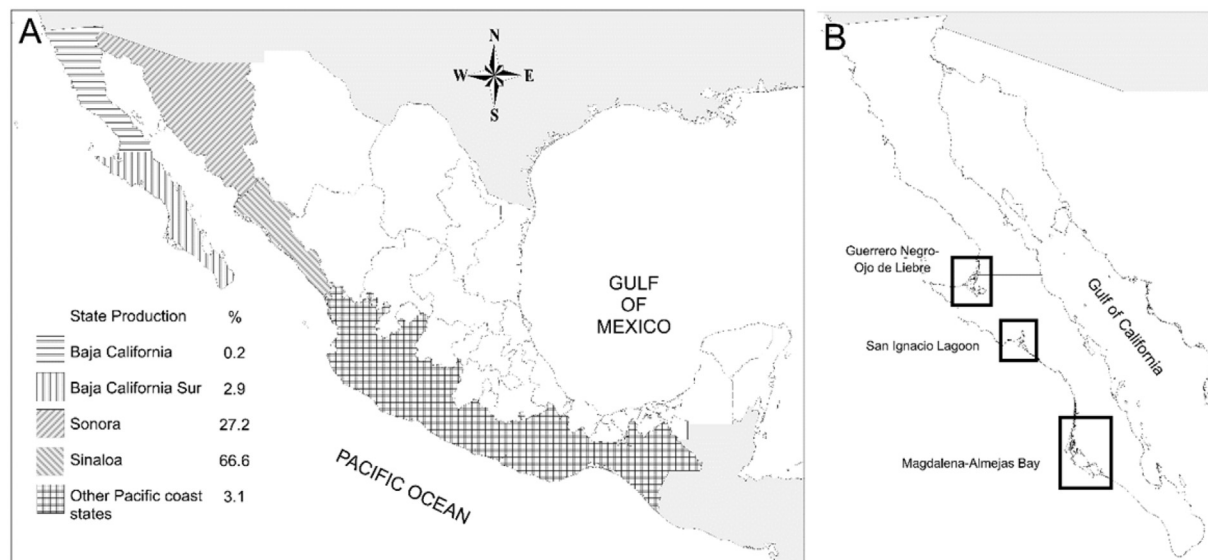 A
N
W E
S
GULF
OF
MEXICO
PACIFIC OCEAN
State Production %
Baja California 0.2
Baja California Sur 2.9
Sonora 27.2
Sinaloa 66.6
Other Pacific coast 3.1
states
B
Guerrero Negro-
Ojo de Liebre
San Ignacio Lagoon
Gulf of California
Magdalena-Almejas Bay